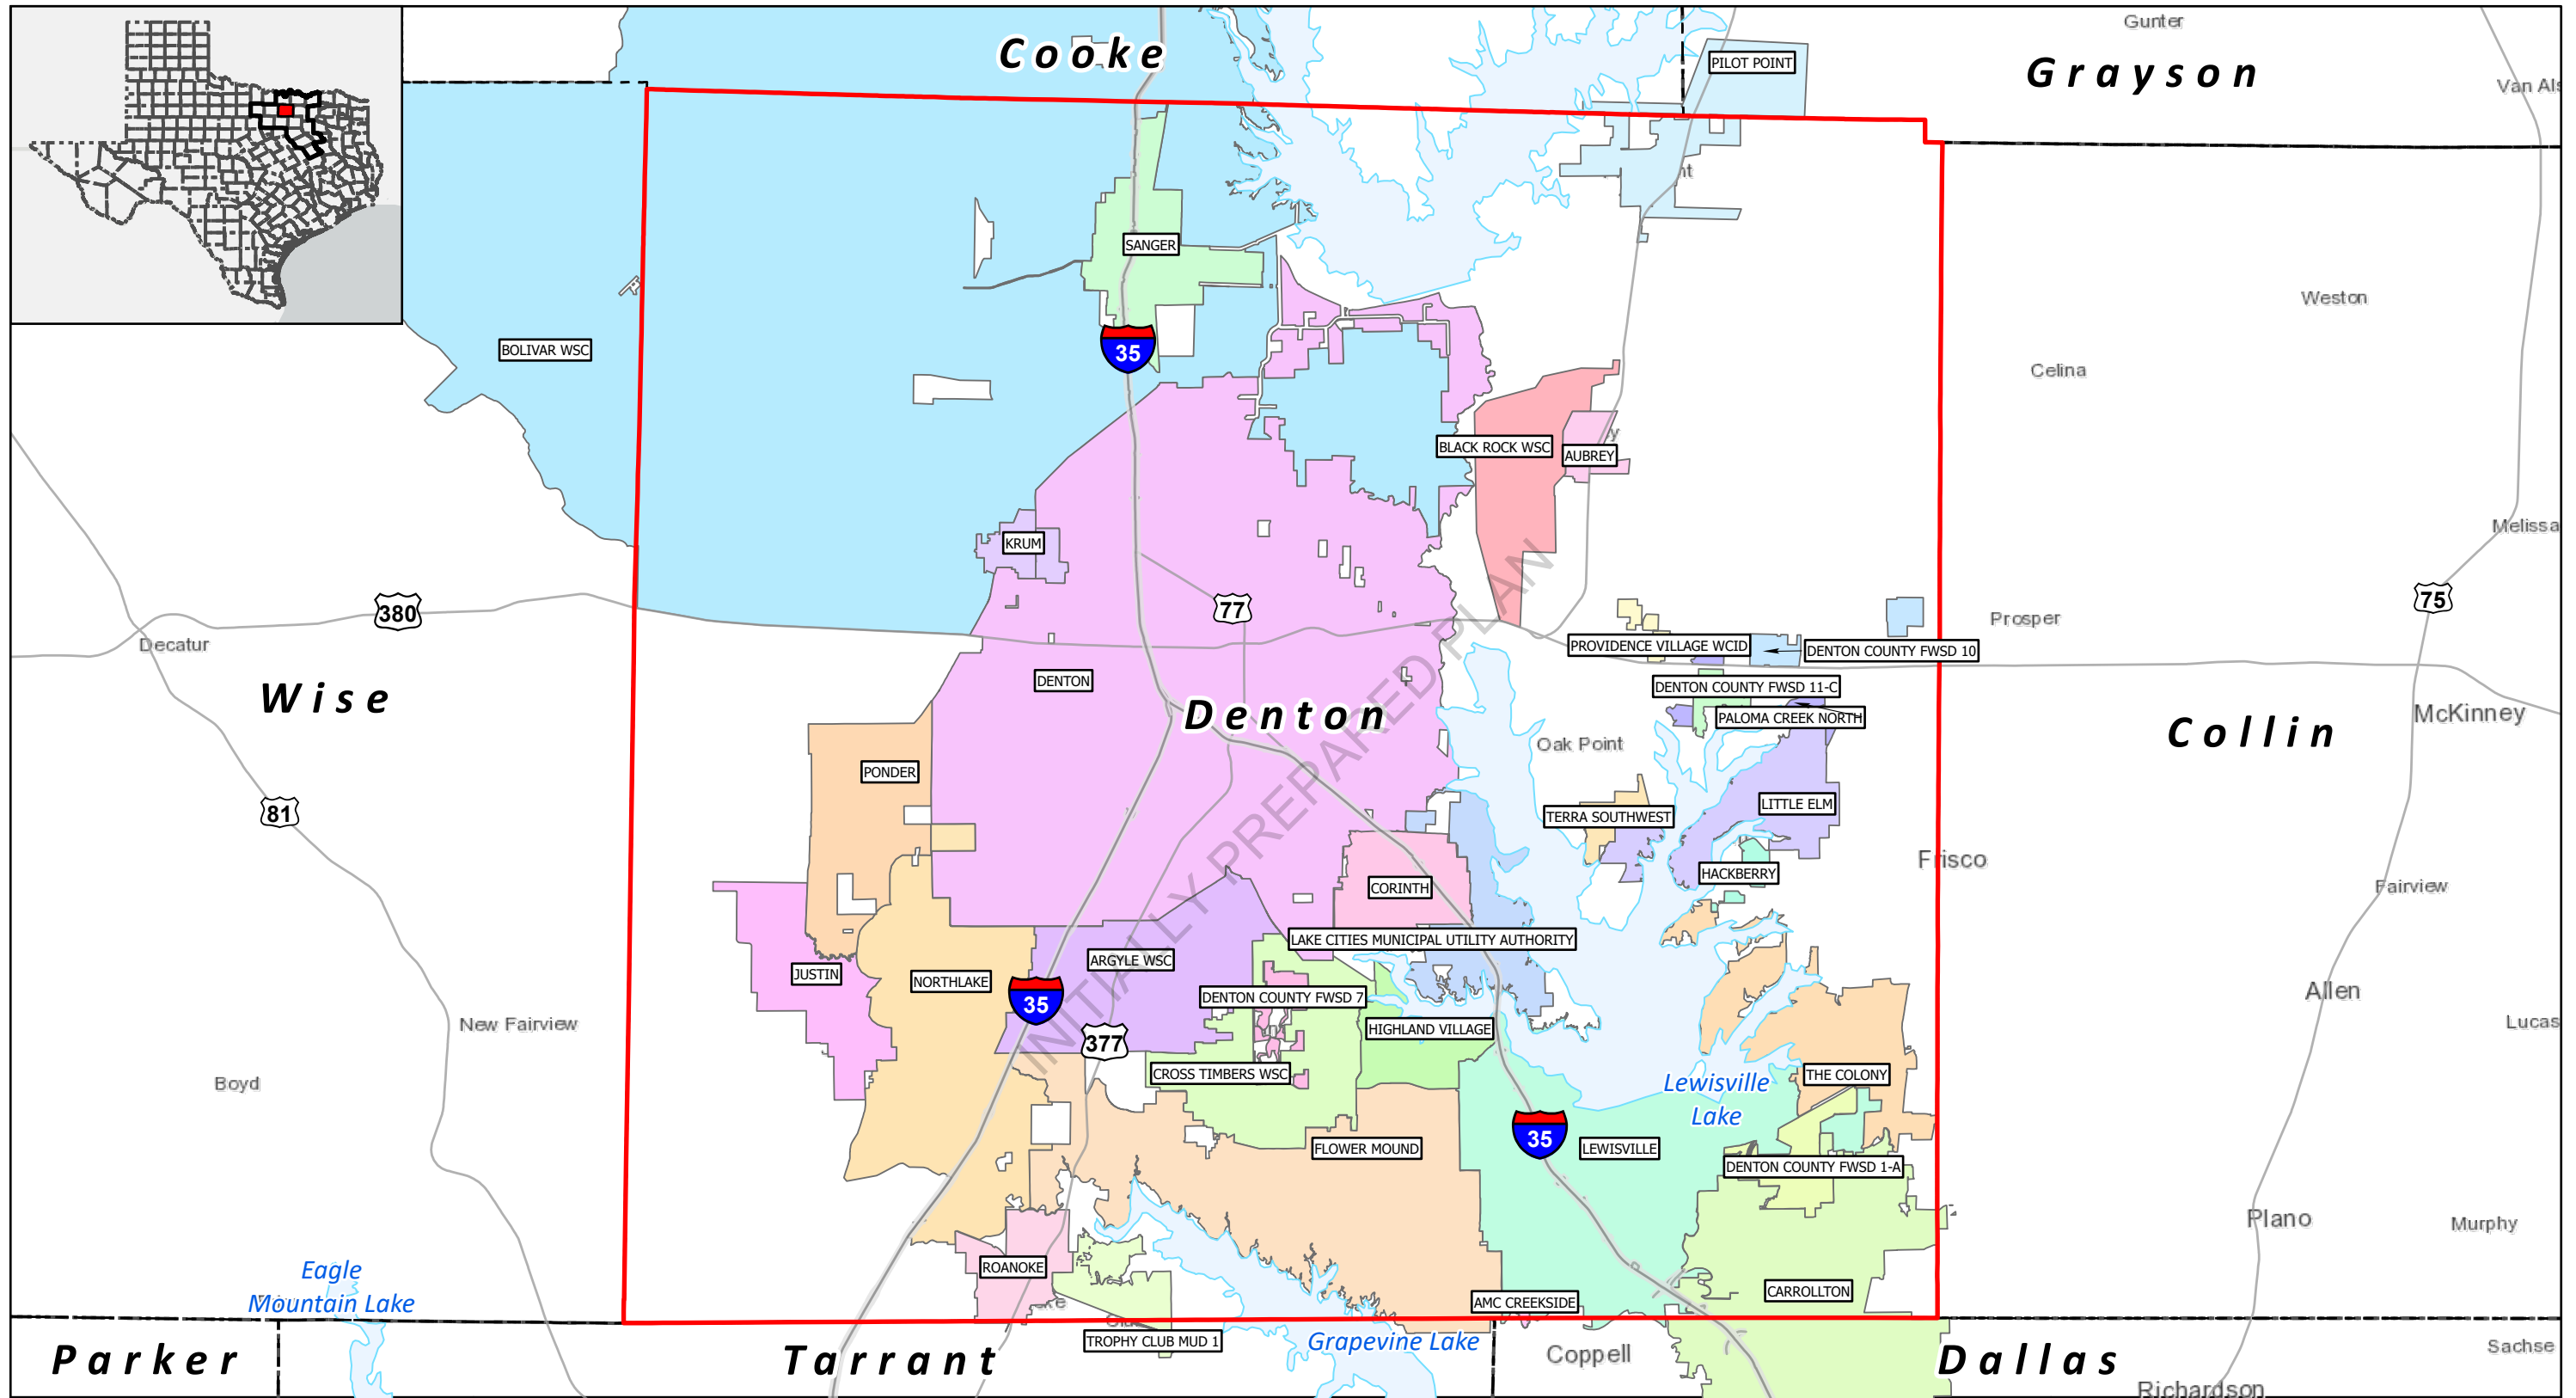 Cooke
Gunter
Grayson
PILOT POINT
Van Als
SANGER
Weston
35
BOLIVAR WSC
Celina
BLACK ROCK WSC
AUBREY
Melissa
KRUM
380
77
75
Decatur
PROVIDENCE VILLAGE WCID
DENTON COUNTY FWSD 10
Prosper
DENTON
DENTON COUNTY FWSD 11-C
Wise
Denton
PALOMA CREEK NORTH
McKinney
Collin
Oak Point
PONDER
81
TERRA SOUTHWEST
LITTLE ELM
HACKBERRY
Frisco
CORINTH
Fairview
INITIALLY PREPARED PLAN
LAKE CITIES MUNICIPAL UTILITY AUTHORITY
ARGYLE WSC
JUSTIN
NORTHLAKE
35
DENTON COUNTY FWSD 7
Allen
New Fairview
HIGHLAND VILLAGE
Lucas
377
CROSS TIMBERS WSC
Boyd
Lewisville
Lake
THE COLONY
35
FLOWER MOUND
LEWISVILLE
DENTON COUNTY FWSD 1-A
Plano
Murphy
ROANOKE
Eagle
Mountain Lake
AMC CREEKSIDE
CARROLLTON
TROPHY CLUB MUD 1
Grapevine Lake
Parker
Tarrant
Coppell
Dallas
Sachse
Richardson